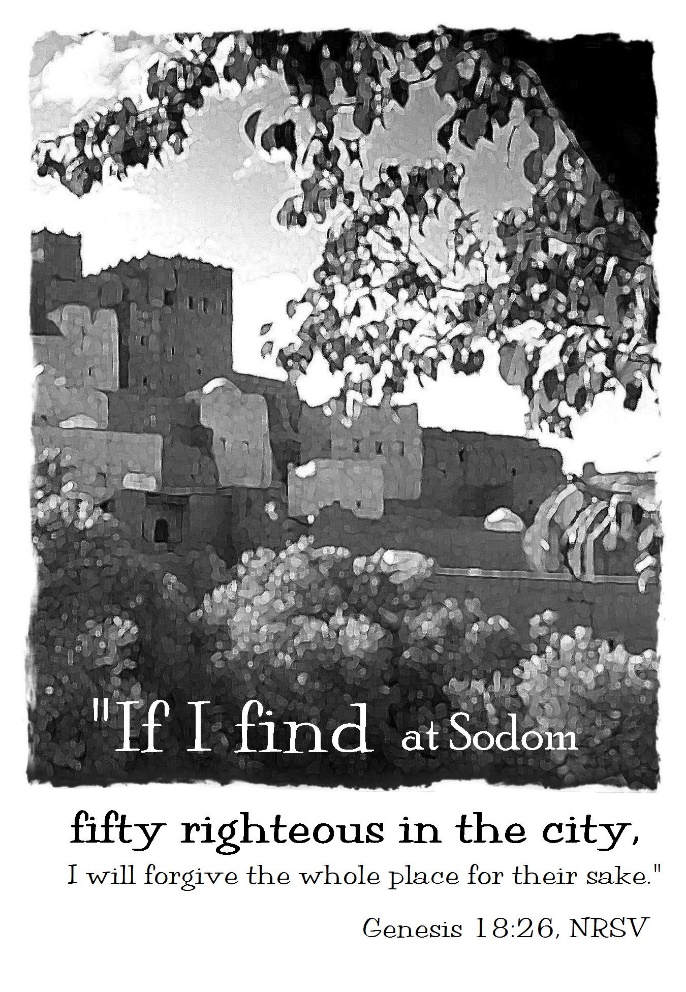 "If I find at Sodom
fifty righteous in the city,
I will forgive the whole place for their sake."
Genesis 18:26, NRSV